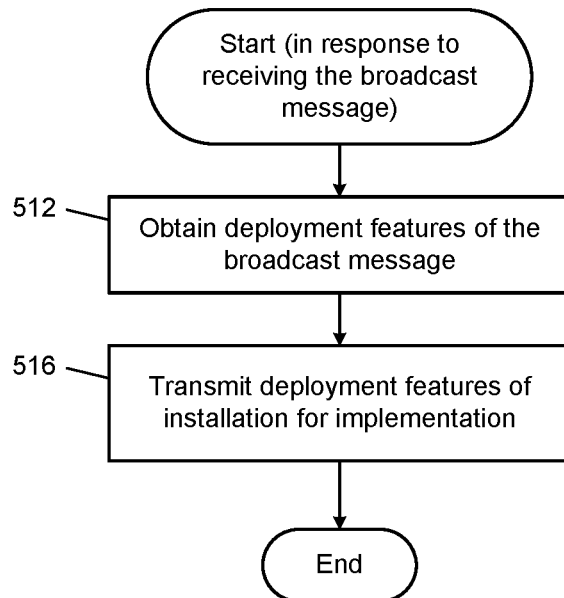 Start (in response to
receiving the broadcast
message)
512
Obtain deployment features of the
broadcast message
516
Transmit deployment features of
installation for implementation
End